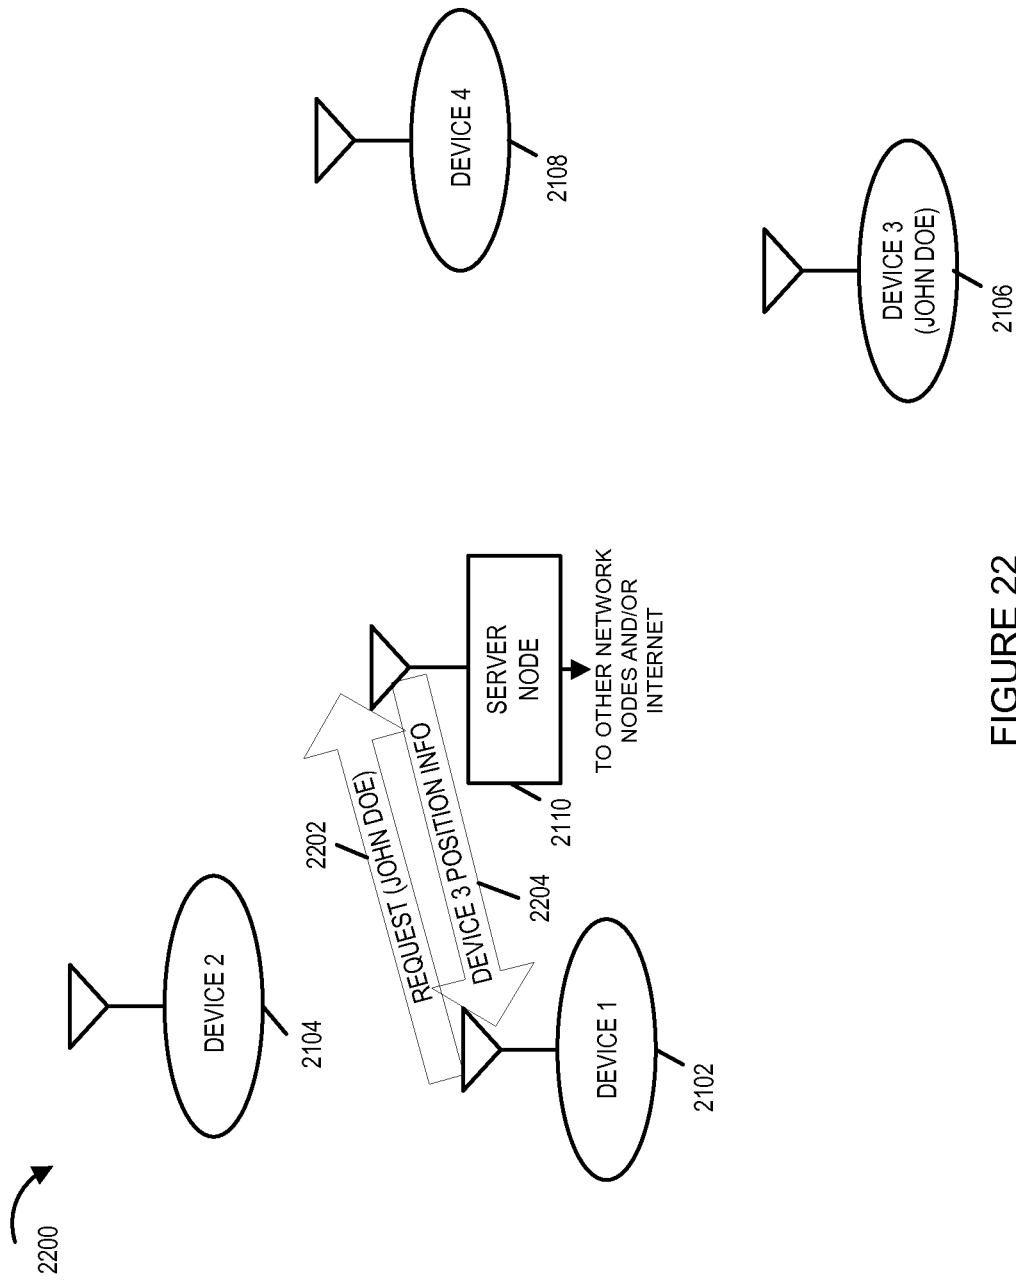 2200
DEVICE 2
2104
DEVICE 4
2108
2202
REQUEST (JOHN DOE)
DEVICE 3 POSITION INFO
2204
SERVER
NODE
2110
TO OTHER NETWORK
NODES AND/OR
INTERNET
DEVICE 1
2102
DEVICE 3
(JOHN DOE)
2106
FIGURE 22